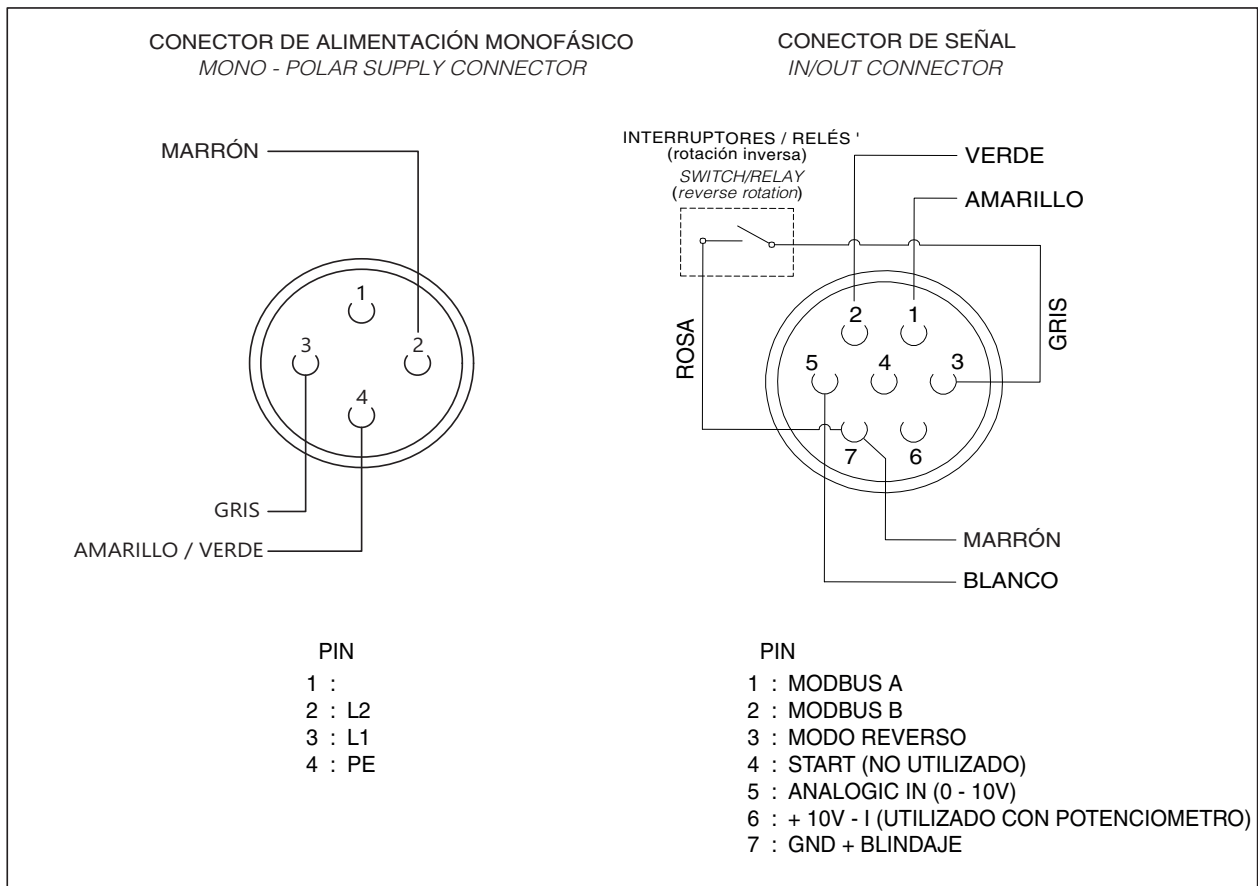 CONECTOR DE ALIMENTACIÓN MONOFÁSICO
MONO - POLAR SUPPLY CONNECTOR
MARRÓN
1
3
2
4
GRIS
AMARILLO / VERDE
PIN
1 :
2 : L2
3 : L1
4 : PE
CONECTOR DE SEÑAL
IN/OUT CONNECTOR
INTERRUPTORES / RELÉS '
(rotación inversa)
SWITCH/RELAY
(reverse rotation)
VERDE
AMARILLO
ROSA
GRIS
2
1
5
4
3
7
6
MARRÓN
BLANCO
PIN
1 : MODBUS A
2 : MODBUS B
3 : MODO REVERSO
4 : START (NO UTILIZADO)
5 : ANALOGIC IN (0 - 10V)
6 : + 10V - I (UTILIZADO CON POTENCIOMETRO)
7 : GND + BLINDAJE